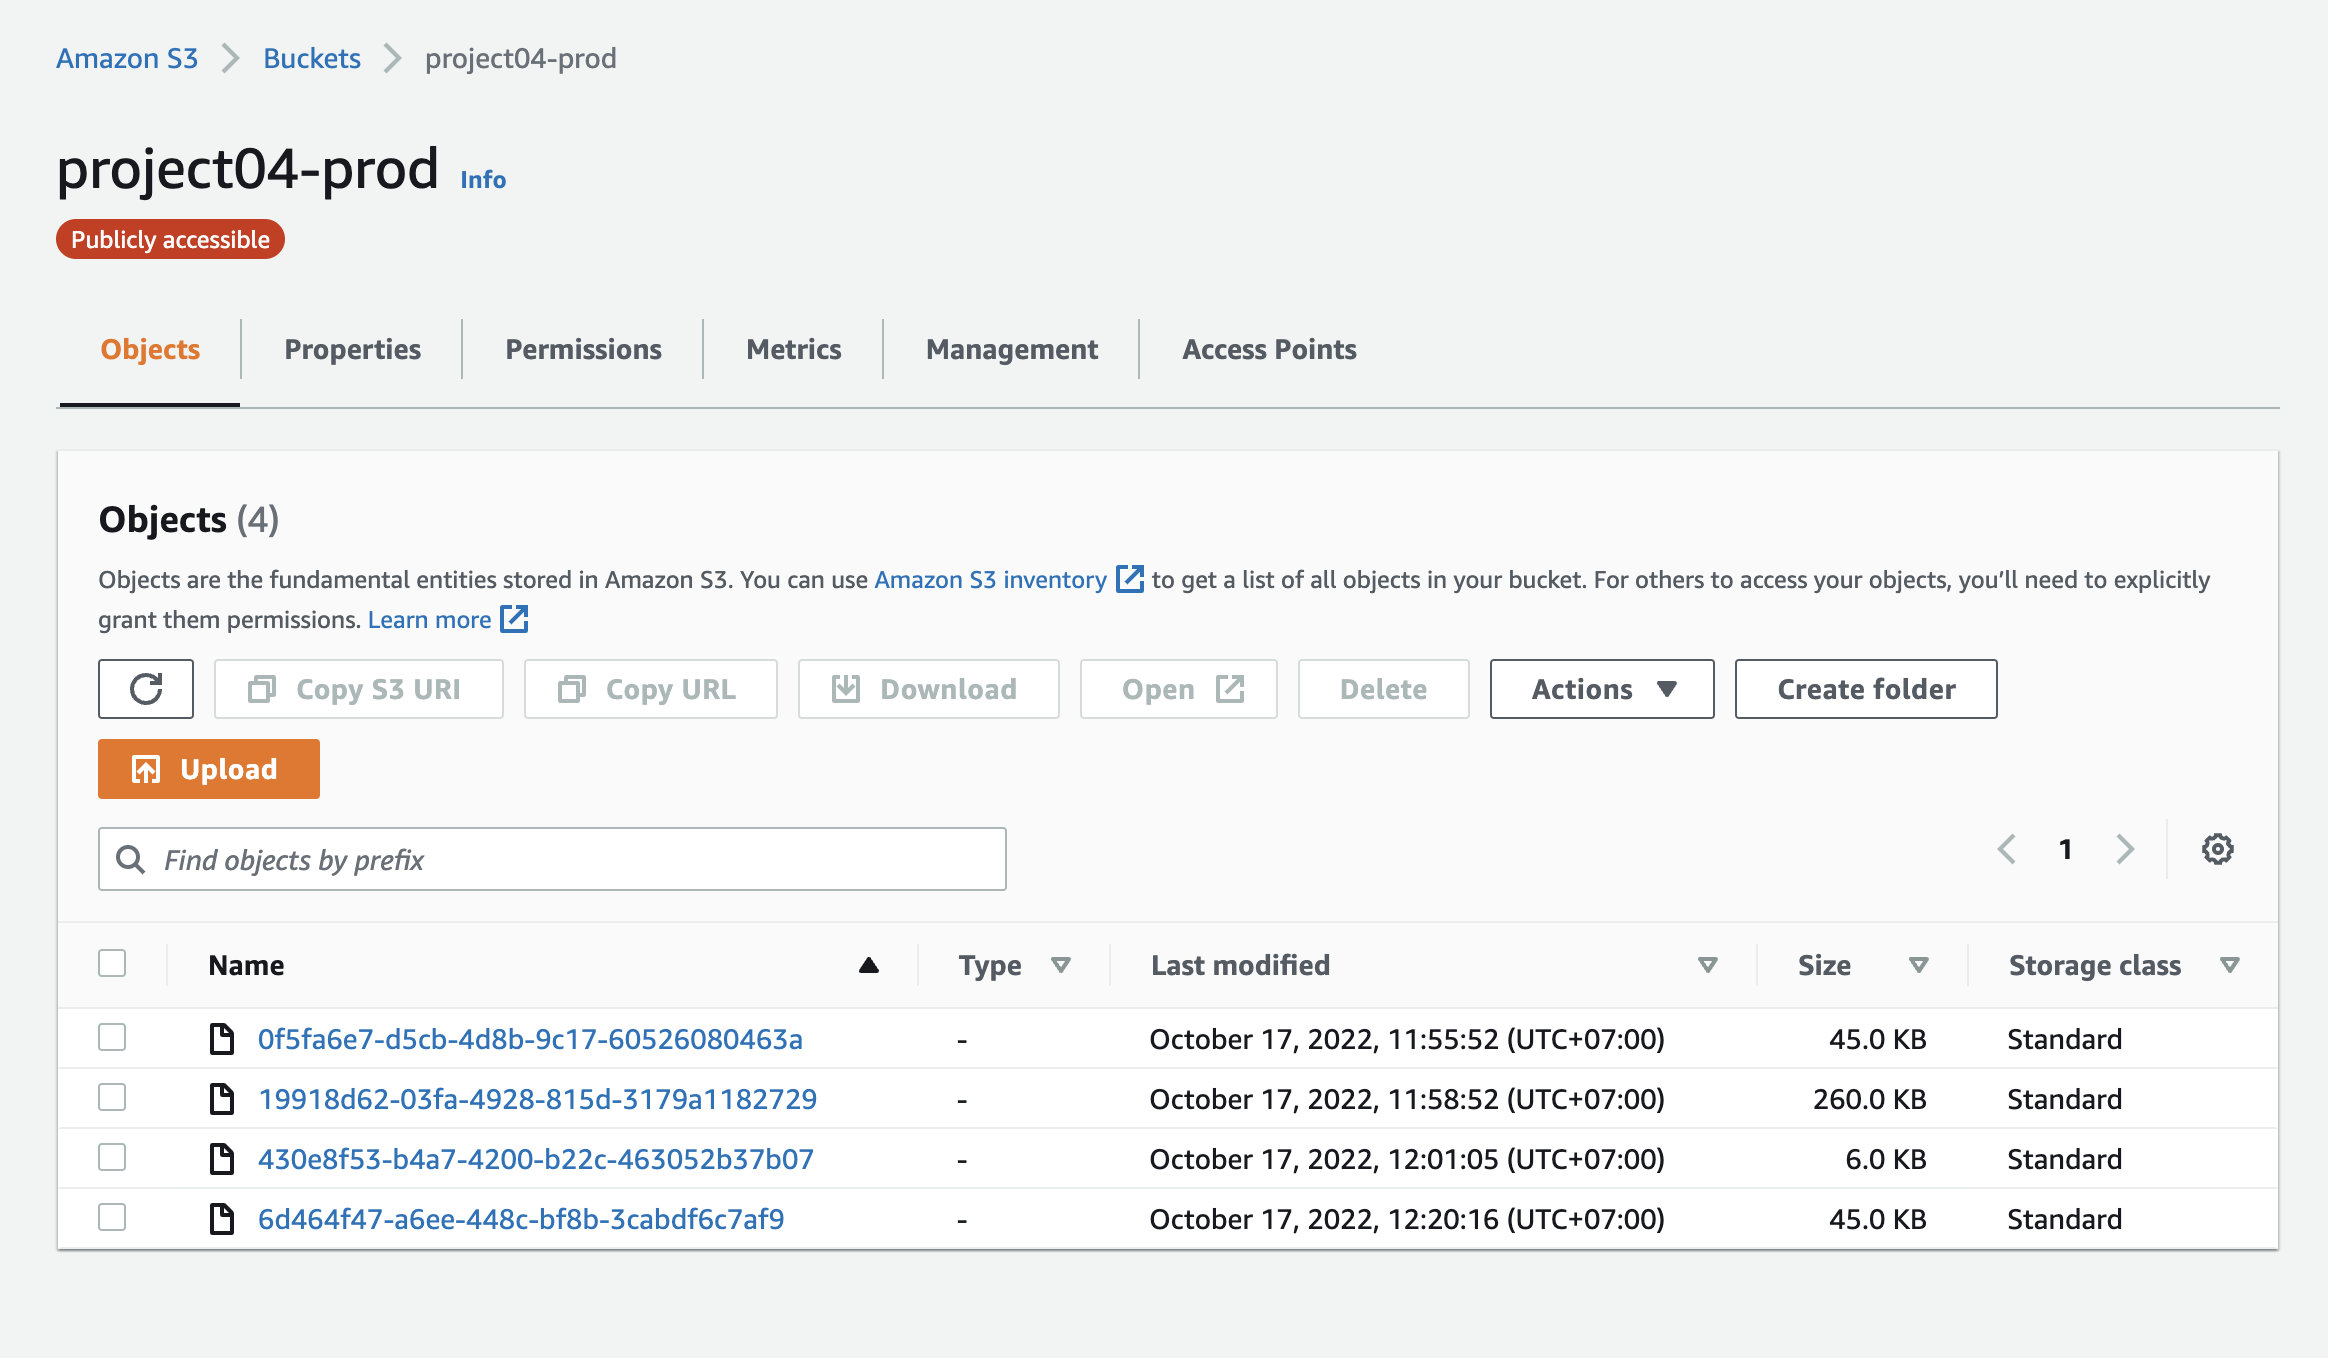 Amazon S3 Buckets project04-prod
project04-prod Info
Publicly accessible
Objects Properties Permissions Metrics Management Access Points
Objects (4)
Objects are the fundamental entities stored in Amazon S3. You can use Amazon S3 inventory to get a list of all objects in your bucket. For others to access your objects, you’ll need to explicitly
grant them permissions. Learn more
Copy S3 URI Copy URL Download Open Delete Actions Create folder
Upload
Find objects by prefix 1
Name Type Last modified Size Storage class
0f5fa6e7-d5cb-4d8b-9c17-60526080463a - October 17, 2022, 11:55:52 (UTC+07:00) 45.0 KB Standard
19918d62-03fa-4928-815d-3179a1182729 - October 17, 2022, 11:58:52 (UTC+07:00) 260.0 KB Standard
430e8f53-b4a7-4200-b22c-463052b37b07 - October 17, 2022, 12:01:05 (UTC+07:00) 6.0 KB Standard
6d464f47-a6ee-448c-bf8b-3cabdf6c7af9 - October 17, 2022, 12:20:16 (UTC+07:00) 45.0 KB Standard